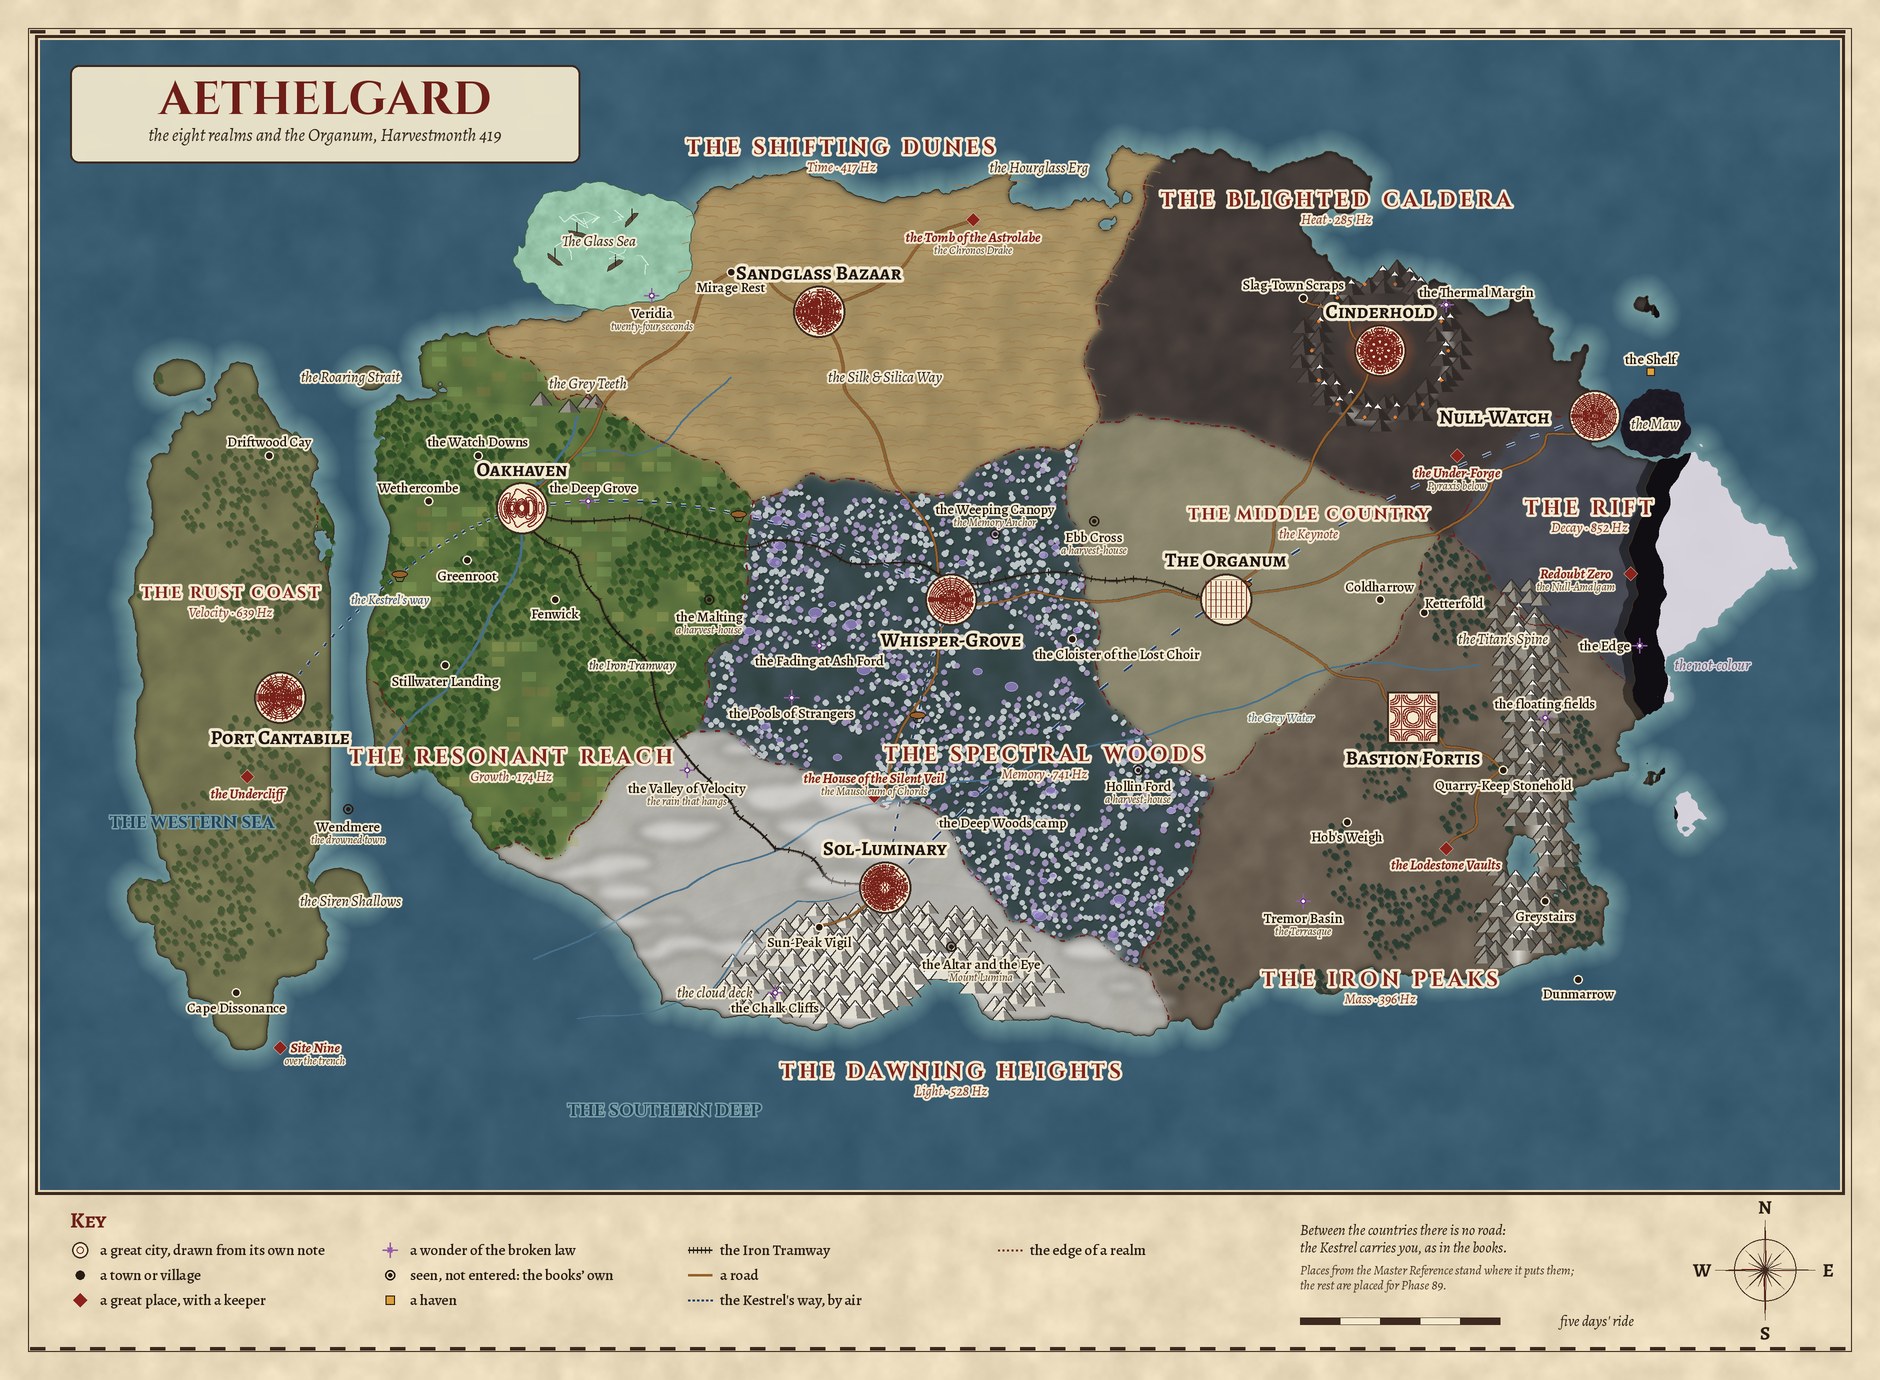 AETHELGARD
the eight realms and the Organum, Harvestmonth 419
THE SHIFTING DUNES
Time · 417 Hz
the Hourglass Erg
THE BLIGHTED CALDERA
Heat · 285 Hz
The Glass Sea
the Tomb of the Astrolabe
the Chronos Drake
SANDGLASS BAZAAR
Mirage Rest
Veridia
twenty-four seconds
Slag-Town Scraps
the Thermal Margin
CINDERHOLD
the Shelf
the Roaring Strait
the Grey Teeth
the Silk & Silica Way
NULL-WATCH
the Maw
Driftwood Cay
the Watch Downs
OAKHAVEN
the Deep Grove
Wethercombe
the Under-Forge
Pyraxis below
the Weeping Canopy
the Memory Anchor
Ebb Cross
a harvest-house
THE MIDDLE COUNTRY
the Keynote
THE RIFT
Decay · 852 Hz
THE ORGANUM
Greenroot
THE RUST COAST
Velocity · 639 Hz
the Kestrel's way
Fenwick
the Malting
a harvest-house
Redoubt Zero
the Null-Amalgam
Coldharrow
Ketterfold
WHISPER-GROVE
the Titan's Spine
the Edge
the Cloister of the Lost Choir
the Fading at Ash Ford
the Iron Tramway
the not-colour
Stillwater Landing
the Pools of Strangers
the Grey Water
the floating fields
PORT CANTABILE
THE RESONANT REACH
Growth · 174 Hz
THE SPECTRAL WOODS
Memory · 741 Hz
BASTION FORTIS
the Undercliff
the Valley of Velocity
the rain that hangs
the House of the Silent Veil
the Mausoleum of Chords
Hollin Ford
a harvest-house
Quarry-Keep Stonehold
THE WESTERN SEA
Wendmere
the drowned town
the Deep Woods camp
Hob's Weigh
SOL-LUMINARY
the Lodestone Vaults
the Siren Shallows
Tremor Basin
the Terrasque
Greystairs
Sun-Peak Vigil
the Altar and the Eye
Mount Lumina
THE IRON PEAKS
Mass · 396 Hz
Dunmarrow
the cloud deck
the Chalk Cliffs
Cape Dissonance
Site Nine
over the trench
THE DAWNING HEIGHTS
Light · 528 Hz
THE SOUTHERN DEEP
KEY
a great city, drawn from its own note
a town or village
a great place, with a keeper
a wonder of the broken law
seen, not entered: the books' own
a haven
the Iron Tramway
a road
the Kestrel's way, by air
the edge of a realm
Between the countries there is no road:
the Kestrel carries you, as in the books.
Places from the Master Reference stand where it puts them;
the rest are placed for Phase 89.
five days' ride
N
W
E
S